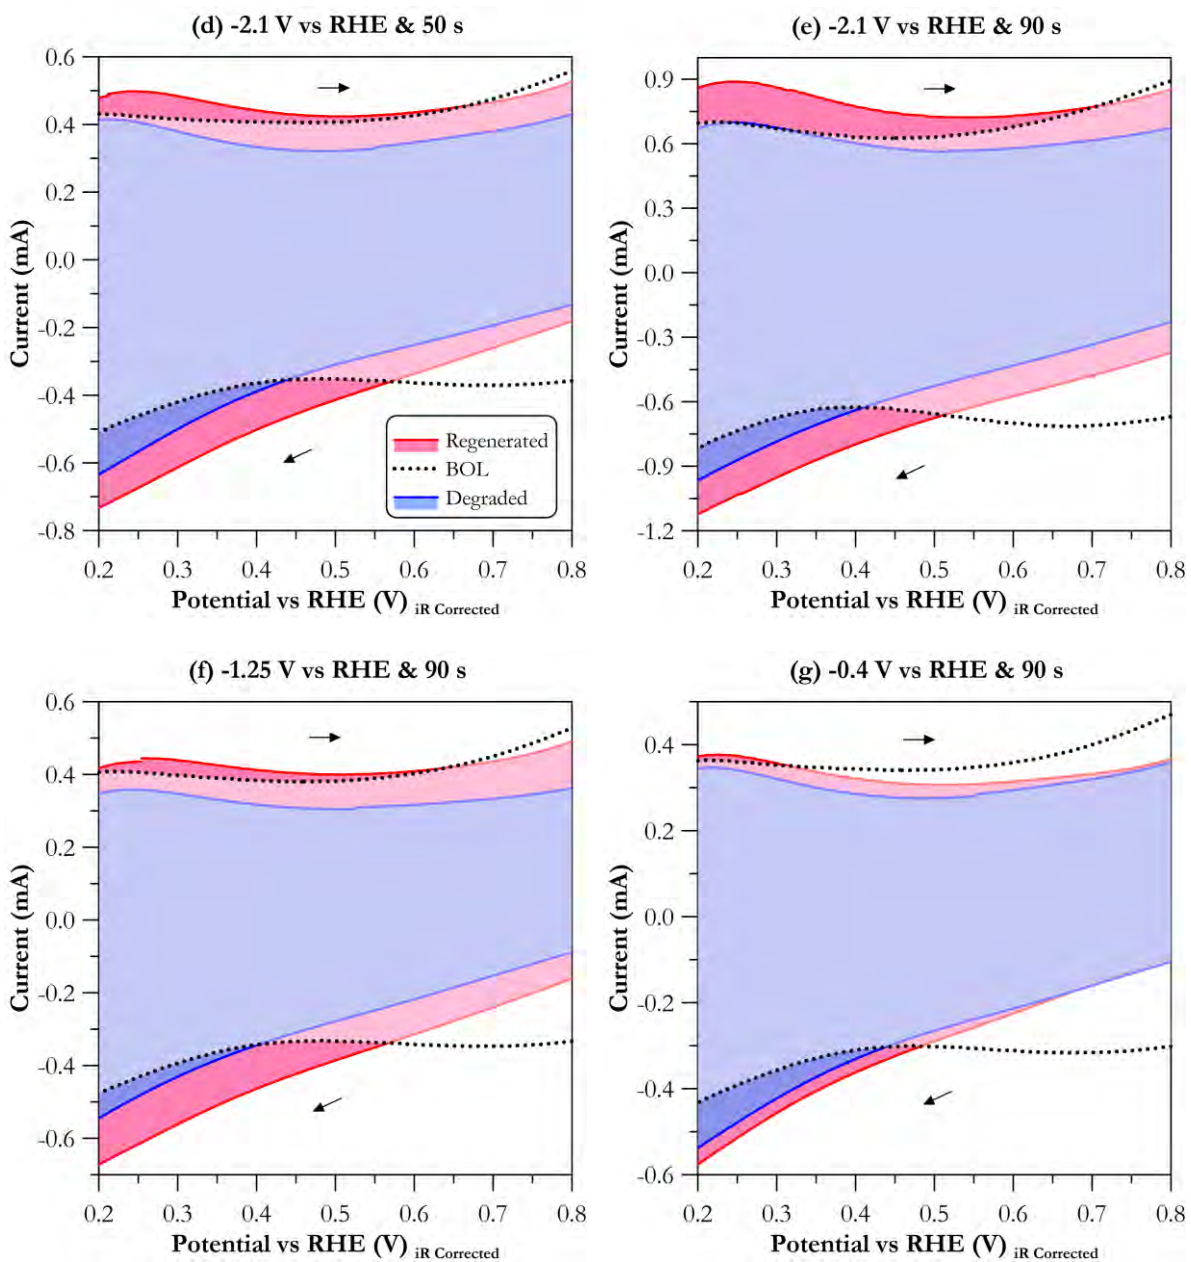 (d) -2.1 V vs RHE & 50 s
0.6
0.4
0.2
0.0
-0.2
-0.4
-0.6
-0.8
Current (mA)
Regenerated
BOL
Degraded
0.2 0.3 0.4 0.5 0.6 0.7 0.8
Potential vs RHE (V) iR Corrected
(e) -2.1 V vs RHE & 90 s
0.9
0.6
0.3
0.0
-0.3
-0.6
-0.9
-1.2
Current (mA)
0.2 0.3 0.4 0.5 0.6 0.7 0.8
Potential vs RHE (V) iR Corrected
(f) -1.25 V vs RHE & 90 s
0.6
0.4
0.2
0.0
-0.2
-0.4
-0.6
Current (mA)
0.2 0.3 0.4 0.5 0.6 0.7 0.8
Potential vs RHE (V) iR Corrected
(g) -0.4 V vs RHE & 90 s
0.4
0.2
0.0
-0.2
-0.4
-0.6
Current (mA)
0.2 0.3 0.4 0.5 0.6 0.7 0.8
Potential vs RHE (V) iR Corrected